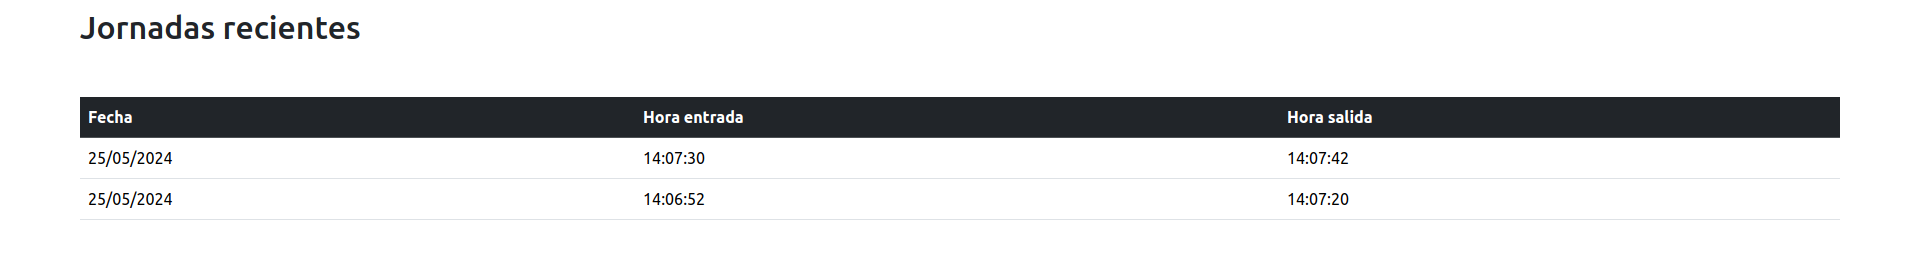 Jornadas recientes
Fecha Hora entrada Hora salida
25/05/2024 14:07:30 14:07:42
25/05/2024 14:06:52 14:07:20